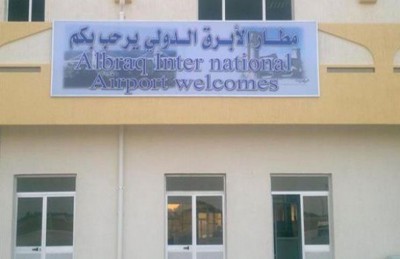 مطار الأبرق الدولي يرحب بكم
Albraq Inter national
Airport welcomes